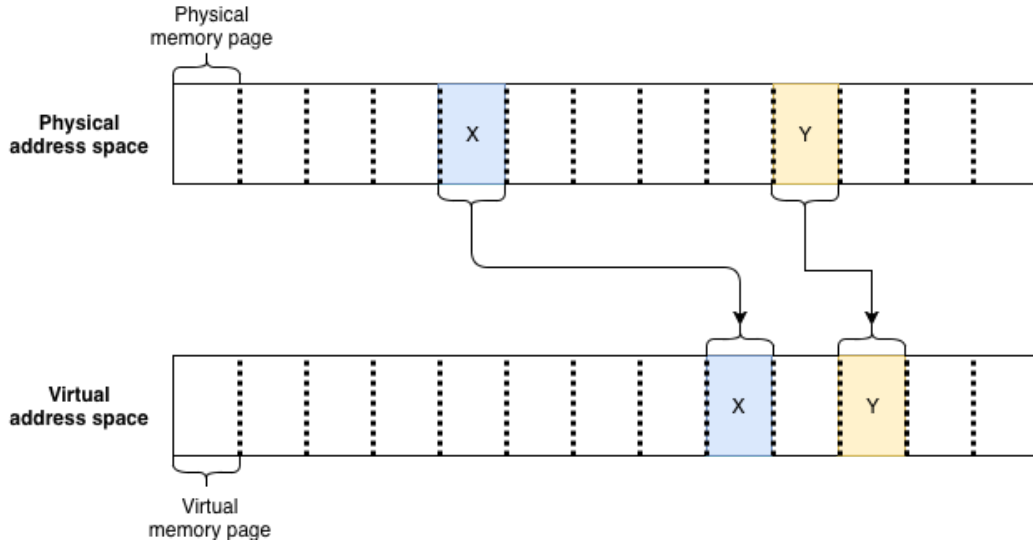 Physical
memory page
Physical
address space
X
Y
Virtual
address space
X
Y
Virtual
memory page